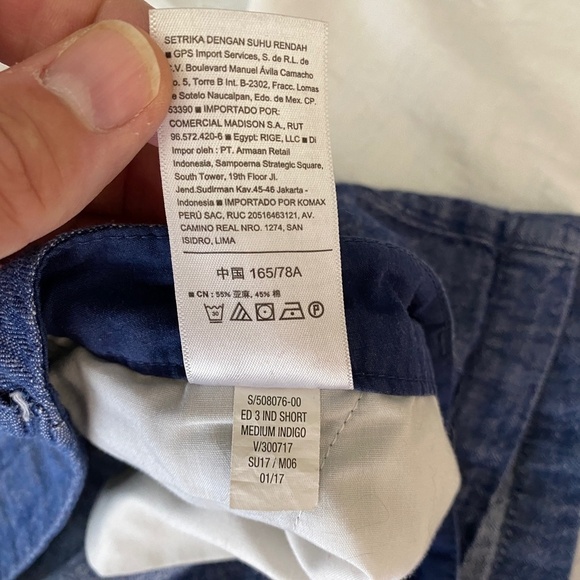 SETRIKA DENGAN SUHU RENDAH
■ GPS Import Services, S. de R.L. de
C.V. Boulevard Manuel Ávila Camacho
No. 5, Torre B Int. B-2302, Fracc. Lomas
de Sotelo Naucalpan, Edo. de Mex. CP.
53390 ■ IMPORTADO POR:
COMERCIAL MADISON S.A., RUT
96.572.420-6 ■ Egypt: RIGE, LLC ■ Di
Impor oleh : PT. Armaan Retail
Indonesia, Sampoerna Strategic Square,
South Tower, 19th Floor Jl.
Jend.Sudirman Kav.45-46 Jakarta -
Indonesia ■ IMPORTADO POR KOMAX
PERÚ SAC, RUC 20516463121, AV.
CAMINO REAL NRO. 1274, SAN
ISIDRO, LIMA
中国 165/78A
■ CN : 55% 亚麻, 45% 棉
30
P
S/508076-00
ED 3 IND SHORT
MEDIUM INDIGO
V/300717
SU17 / M06
01/17